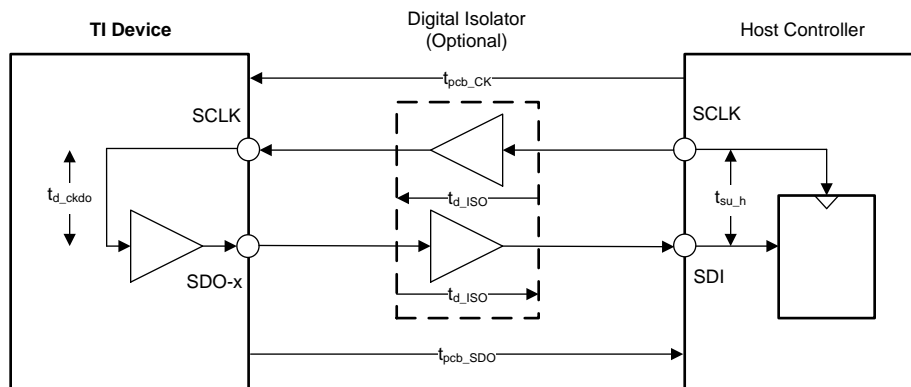 TI Device
Digital Isolator
(Optional)
Host Controller
tpcb_CK
SCLK
SCLK
td_ckdo
td_ISO
tsu_h
SDO-x
SDI
td_ISO
tpcb_SDO